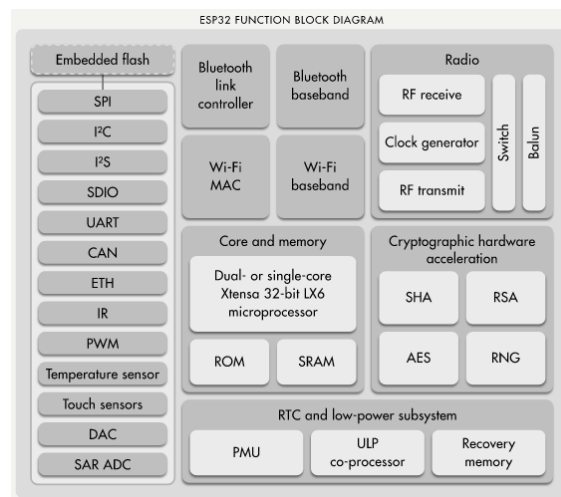 ESP32 FUNCTION BLOCK DIAGRAM
Embedded flash
SPI
I²C
I²S
SDIO
UART
CAN
ETH
IR
PWM
Temperature sensor
Touch sensors
DAC
SAR ADC
Bluetooth
link
controller
Bluetooth
baseband
Wi-Fi
MAC
Wi-Fi
baseband
Radio
RF receive
Clock generator
RF transmit
Switch
Balun
Core and memory
Dual- or single-core
Xtensa 32-bit LX6
microprocessor
ROM
SRAM
Cryptographic hardware
acceleration
SHA
RSA
AES
RNG
RTC and low-power subsystem
PMU
ULP
co-processor
Recovery
memory